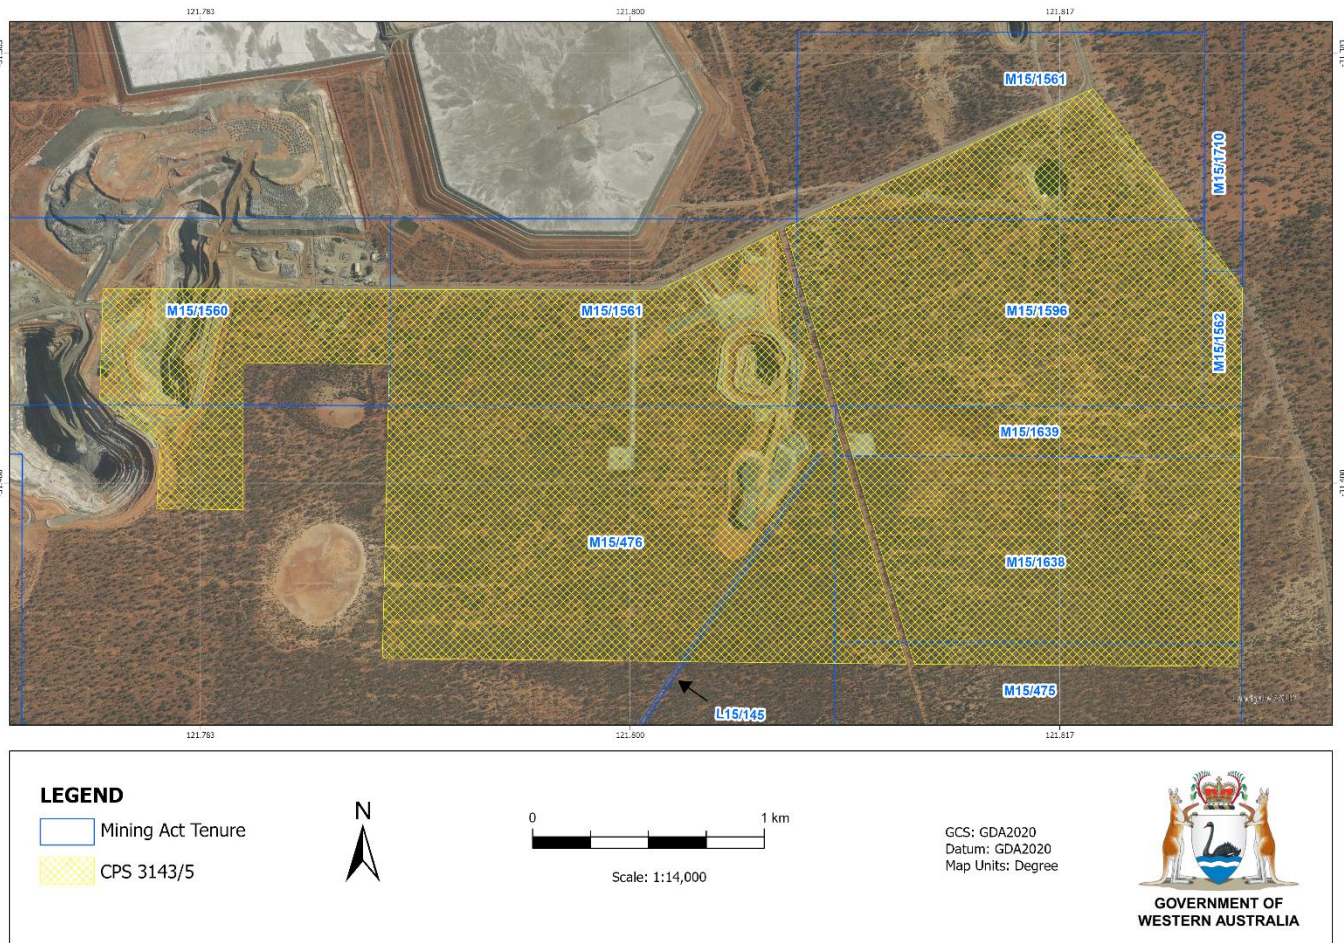 121.783
121.800
121.817
M15/1561
M15/1710
M15/1560
M15/1561
M15/1596
M15/1562
M15/1639
M15/476
M15/1638
M15/475
L15/145
121.783
121.800
121.817
LEGEND
Mining Act Tenure
CPS 3143/5
N
0
1 km
Scale: 1:14,000
GCS: GDA2020
Datum: GDA2020
Map Units: Degree
GOVERNMENT OF
WESTERN AUSTRALIA